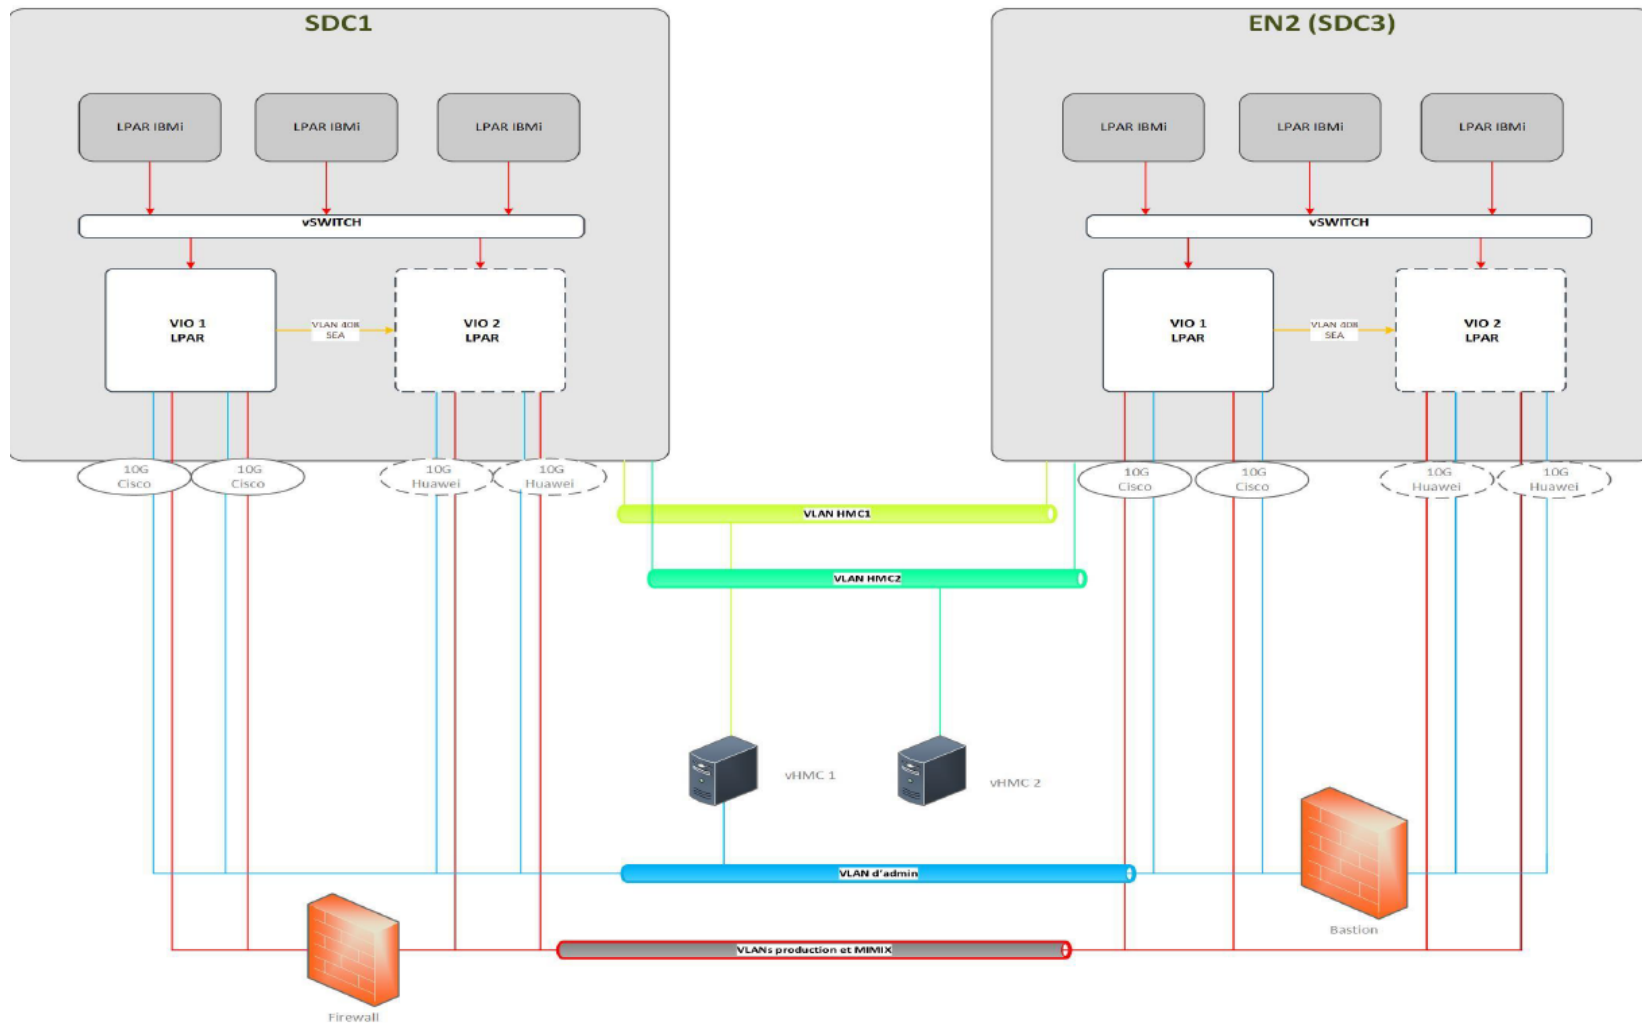 SDC1
EN2 (SDC3)
LPAR IBMi
LPAR IBMi
LPAR IBMi
LPAR IBMi
LPAR IBMi
LPAR IBMi
vSWITCH
vSWITCH
VIO 1
LPAR
VLAN 408
SEA
VIO 2
LPAR
VIO 1
LPAR
VLAN 408
SEA
VIO 2
LPAR
10G
Cisco
10G
Cisco
10G
Huawei
10G
Huawei
10G
Cisco
10G
Cisco
10G
Huawei
10G
Huawei
VLAN HMC1
VLAN HMC2
vHMC 1
vHMC 2
VLAN d'admin
Bastion
VLANs production et MIMIX
Firewall